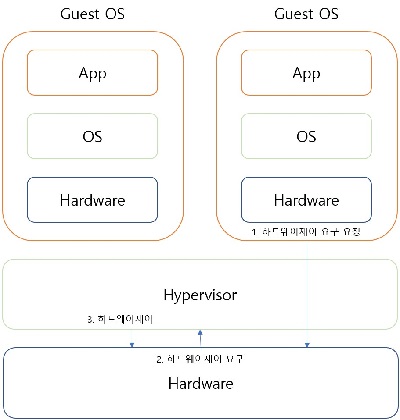 Guest OS
Guest OS
App
App
OS
OS
Hardware
Hardware
1. 하드웨어제어 요구 요청
Hypervisor
3. 하드웨어제어
2. 하드웨어제어 요구
Hardware